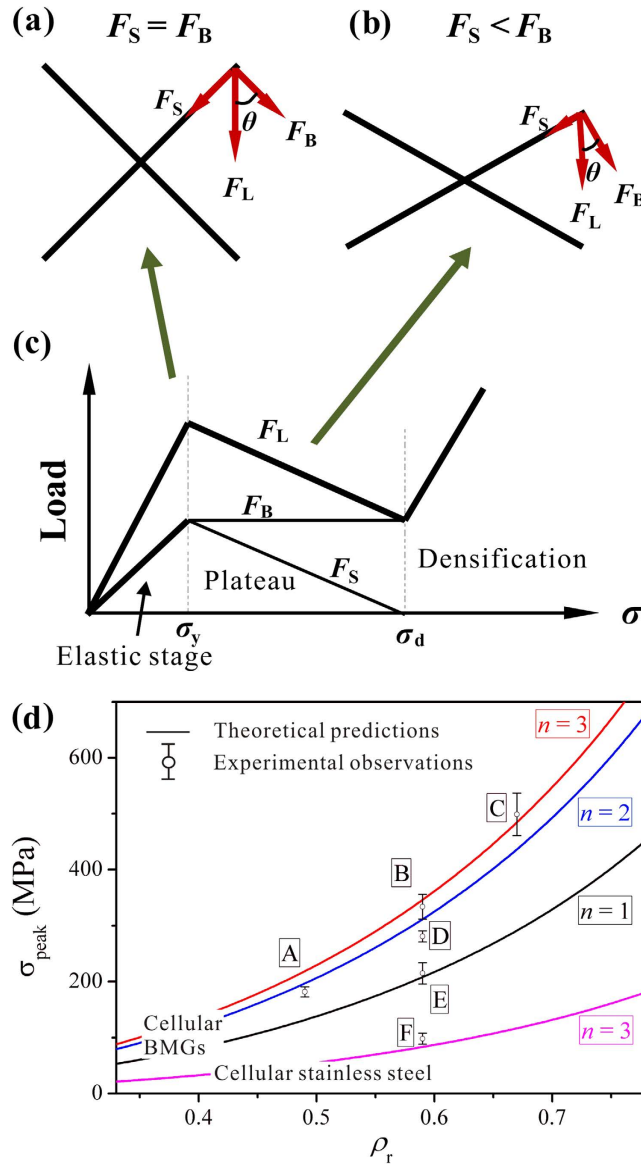 (a)
F_S = F_B
(b)
F_S < F_B
F_S
θ
F_B
F_L
F_S
θ
F_B
F_L
(c)
Load
F_L
F_B
F_S
Plateau
Densification
Elastic stage
σ_y
σ_d
σ
(d)
Theoretical predictions
Experimental observations
n = 3
n = 2
n = 1
n = 3
A
B
C
D
E
F
Cellular
BMGs
Cellular stainless steel
σ_peak (MPa)
600
400
200
0
0.4
0.5
0.6
0.7
ρ_r